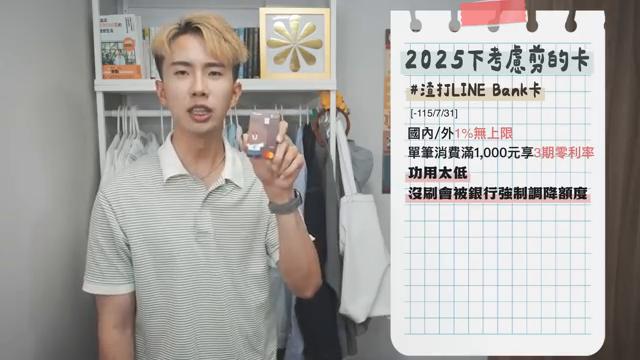 2025下考慮剪的卡
#渣打LINE Bank卡
[-115/7/31]
國內/外1%無上限
單筆消費滿1,000元享3期零利率
功用太低
沒刷會被銀行強制調降額度